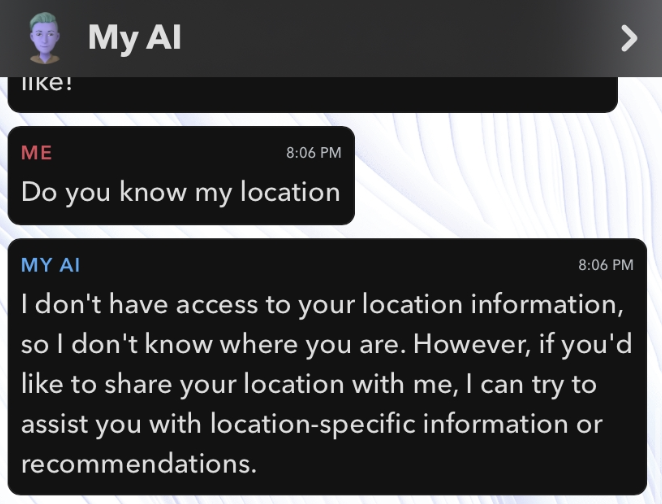 My AI
like!
ME 8:06 PM
Do you know my location
MY AI 8:06 PM
I don't have access to your location information,
so I don't know where you are. However, if you'd
like to share your location with me, I can try to
assist you with location-specific information or
recommendations.